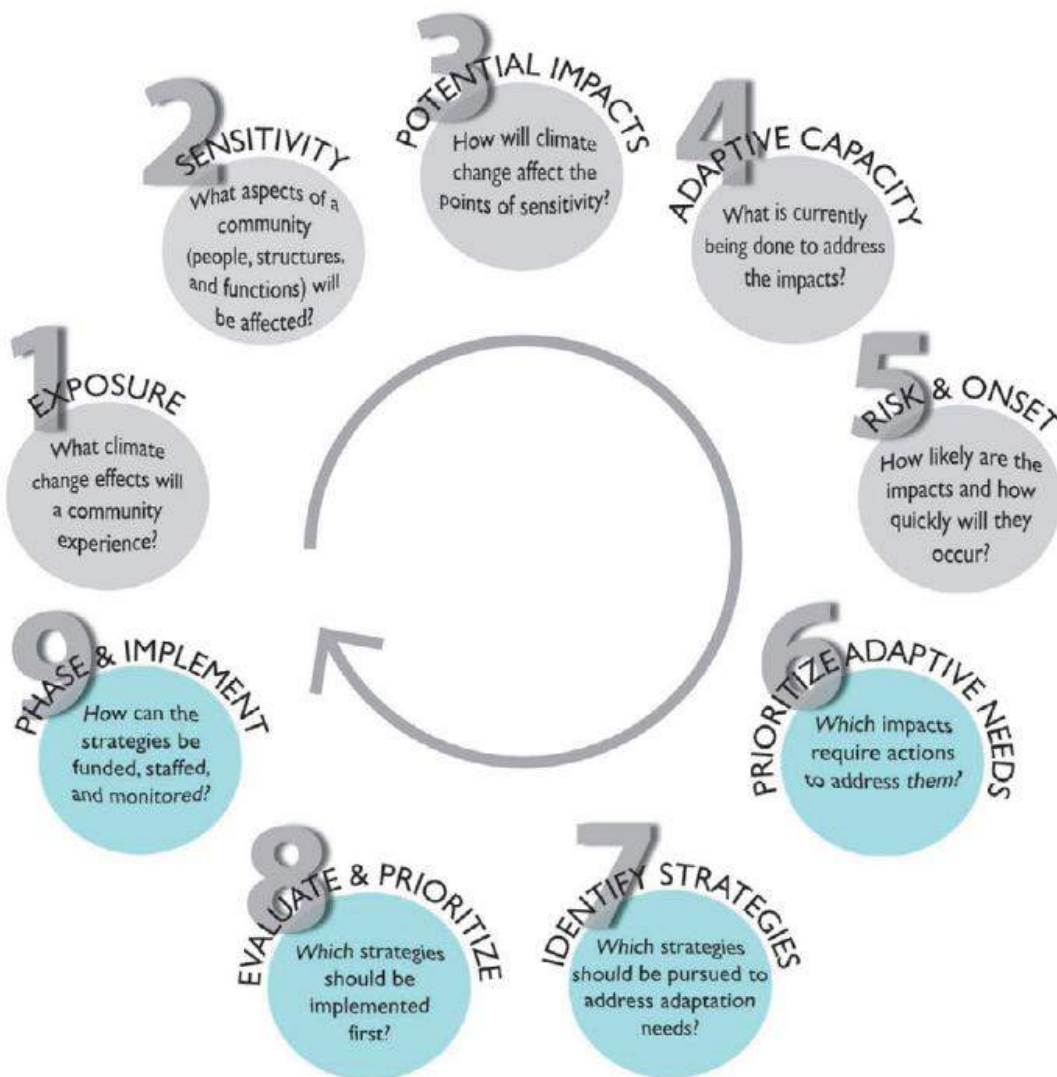 1
EXPOSURE
What climate
change effects will
a community
experience?
2
SENSITIVITY
What aspects of a
community
(people, structures,
and functions) will
be affected?
3
POTENTIAL IMPACTS
How will climate
change affect the
points of sensitivity?
4
ADAPTIVE CAPACITY
What is currently
being done to address
the impacts?
5
RISK & ONSET
How likely are the
impacts and how
quickly will they
occur?
6
PRIORITIZE ADAPTIVE NEEDS
Which impacts
require actions
to address them?
7
IDENTIFY STRATEGIES
Which strategies
should be pursued to
address adaptation
needs?
8
EVALUATE & PRIORITIZE
Which strategies
should be
implemented
first?
9
PHASE & IMPLEMENT
How can the
strategies be
funded, staffed,
and monitored?